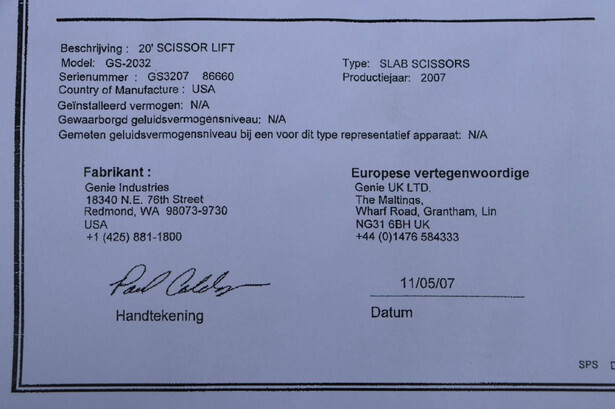 Beschrijving : 20' SCISSOR LIFT
Model: GS-2032 Type: SLAB SCISSORS
Serienummer : GS3207 86660 Productiejaar: 2007
Country of Manufacture : USA
Geïnstalleerd vermogen: N/A
Gewaarborgd geluidsvermogensniveau: N/A
Gemeten geluidsvermogensniveau bij een voor dit type representatief apparaat: N/A
Fabrikant : Europese vertegenwoordige
Genie Industries Genie UK LTD.
18340 N.E. 76th Street The Maltings,
Redmond, WA 98073-9730 Wharf Road, Grantham, Lin
USA NG31 6BH UK
+1 (425) 881-1800 +44 (0)1476 584333
11/05/07
Handtekening Datum
SPS